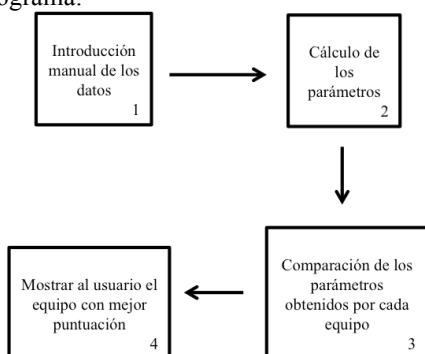 ograma:
Introducción
manual de los
datos
1
Cálculo de
los
parámetros
2
Comparación de los
parámetros
obtenidos por cada
equipo
3
Mostrar al usuario el
equipo con mejor
puntuación
4